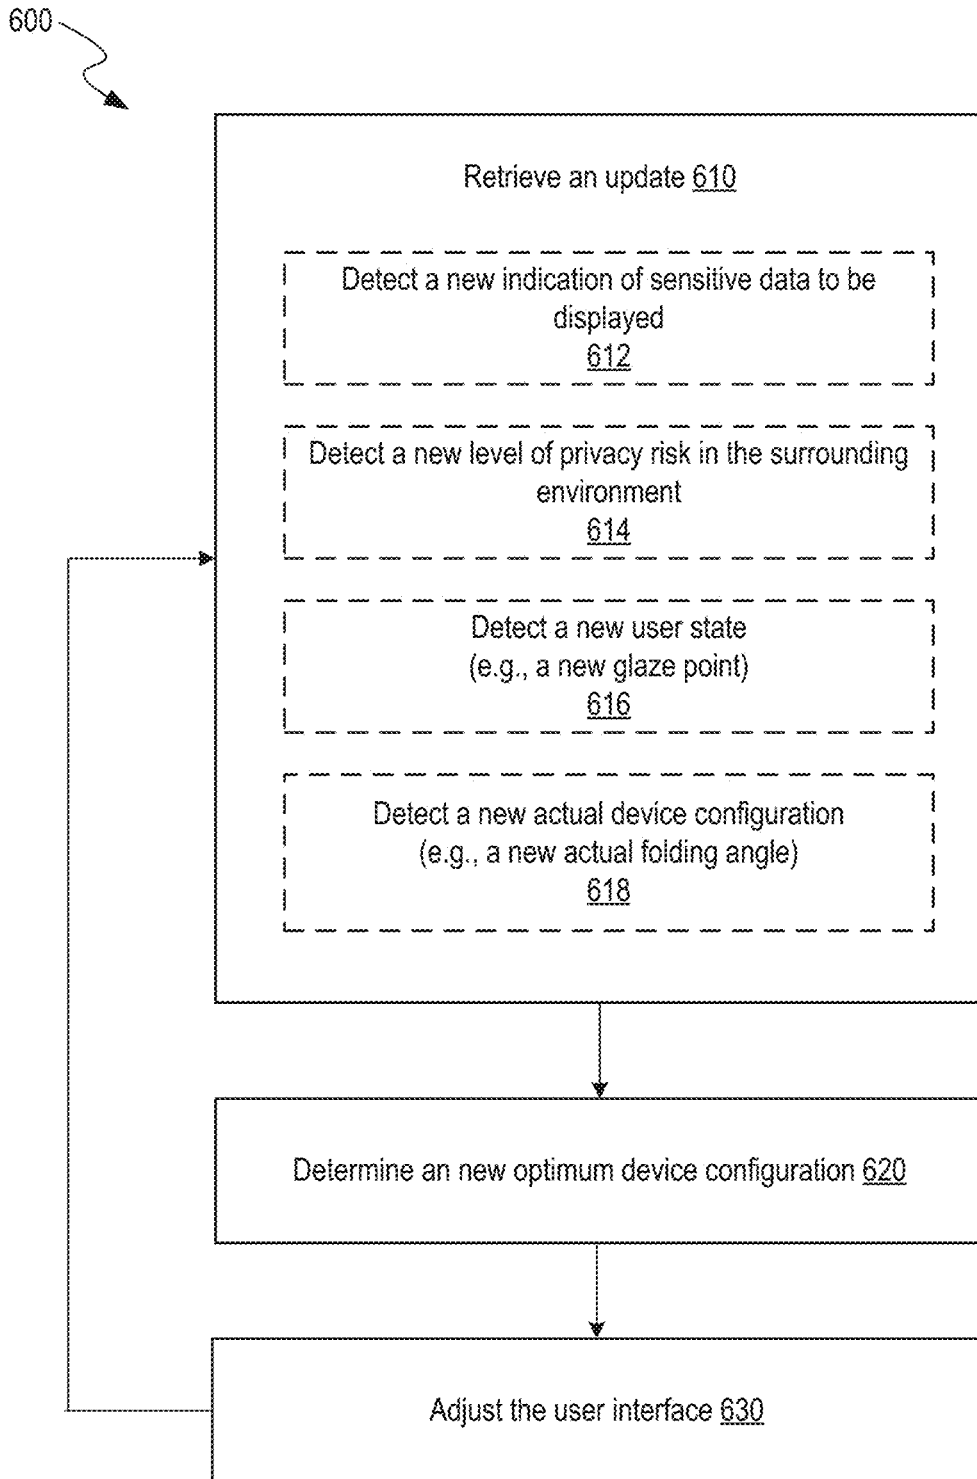 600
Retrieve an update 610
Detect a new indication of sensitive data to be
displayed
612
Detect a new level of privacy risk in the surrounding
environment
614
Detect a new user state
(e.g., a new glaze point)
616
Detect a new actual device configuration
(e.g., a new actual folding angle)
618
Determine an new optimum device configuration 620
Adjust the user interface 630